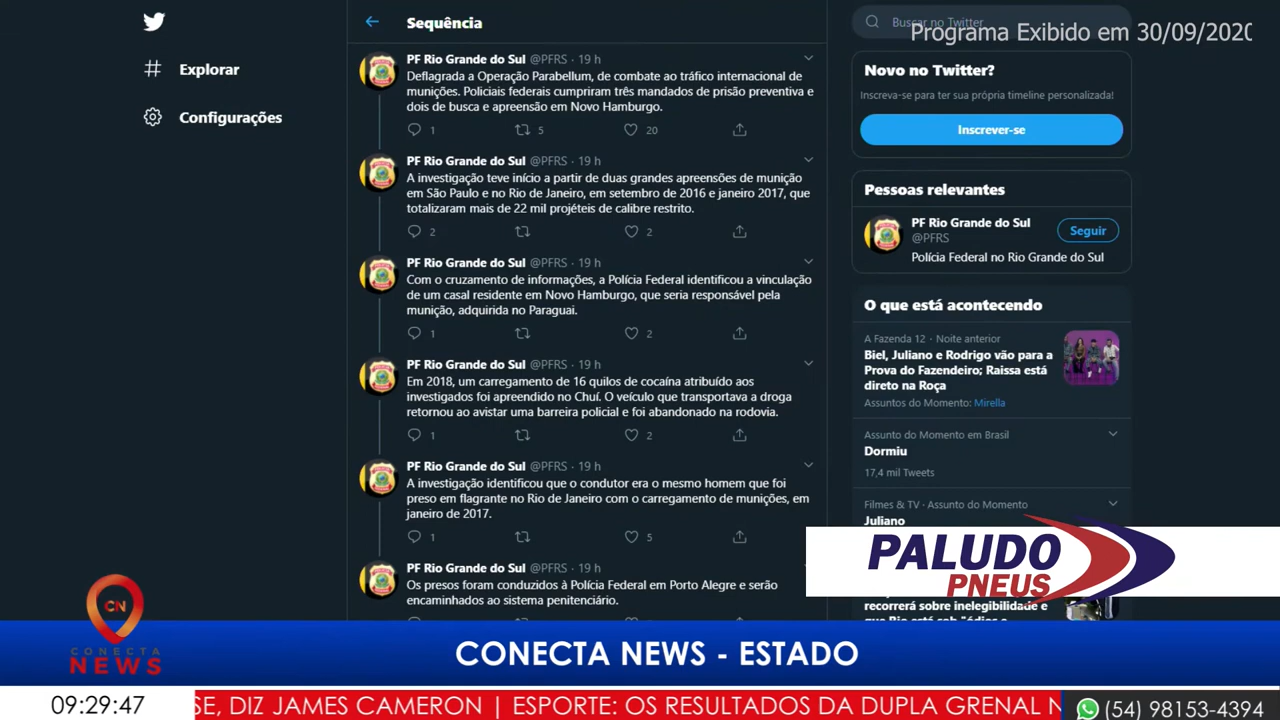 Explorar
Configurações
Sequência
PF Rio Grande do Sul @PFRS · 19 h
Deflagrada a Operação Parabellum, de combate ao tráfico internacional de
munições. Policiais federais cumpriram três mandados de prisão preventiva e
dois de busca e apreensão em Novo Hamburgo.
1 5 20
PF Rio Grande do Sul @PFRS · 19 h
A investigação teve início a partir de duas grandes apreensões de munição
em São Paulo e no Rio de Janeiro, em setembro de 2016 e janeiro 2017, que
totalizaram mais de 22 mil projéteis de calibre restrito.
2 2
PF Rio Grande do Sul @PFRS · 19 h
Com o cruzamento de informações, a Polícia Federal identificou a vinculação
de um casal residente em Novo Hamburgo, que seria responsável pela
munição, adquirida no Paraguai.
1 2
PF Rio Grande do Sul @PFRS · 19 h
Em 2018, um carregamento de 16 quilos de cocaína atribuído aos
investigados foi apreendido no Chuí. O veículo que transportava a droga
retornou ao avistar uma barreira policial e foi abandonado na rodovia.
1 2
PF Rio Grande do Sul @PFRS · 19 h
A investigação identificou que o condutor era o mesmo homem que foi
preso em flagrante no Rio de Janeiro com o carregamento de munições, em
janeiro de 2017.
1 5
PF Rio Grande do Sul @PFRS · 19 h
Os presos foram conduzidos à Polícia Federal em Porto Alegre e serão
encaminhados ao sistema penitenciário.
Buscar no Twitter
Programa Exibido em 30/09/2020
Novo no Twitter?
Inscreva-se para ter sua própria timeline personalizada!
Inscrever-se
Pessoas relevantes
PF Rio Grande do Sul
@PFRS
Seguir
Polícia Federal no Rio Grande do Sul
O que está acontecendo
A Fazenda 12 · Noite anterior
Biel, Juliano e Rodrigo vão para a
Prova do Fazendeiro; Raissa está
direto na Roça
Assuntos do Momento: Mirella
Assunto do Momento em Brasil
Dormiu
17,4 mil Tweets
Filmes & TV · Assunto do Momento
Juliano
PALUDO
PNEUS
recorrerá sobre inelegibilidade e
que Rio está sob "ódios e
CN
CONECTA
NEWS
CONECTA NEWS - ESTADO
09:29:47
SE, DIZ JAMES CAMERON | ESPORTE: OS RESULTADOS DA DUPLA GRENAL N
(54) 98153-4394